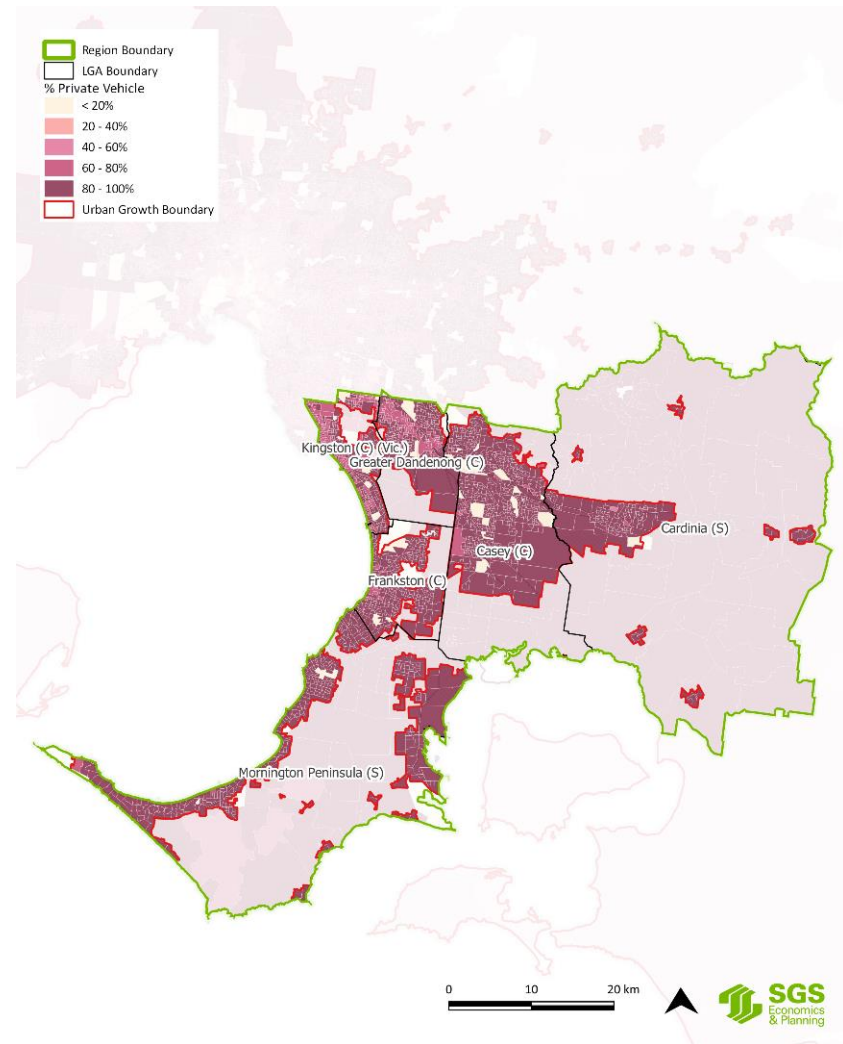 Region Boundary
LGA Boundary
% Private Vehicle
< 20%
20 - 40%
40 - 60%
60 - 80%
80 - 100%
Urban Growth Boundary
Kingston (C) (Vic.)
Greater Dandenong (C)
Cardinia (S)
Casey (C)
Frankston (C)
Mornington Peninsula (S)
0 10 20 km
SGS
Economics
& Planning